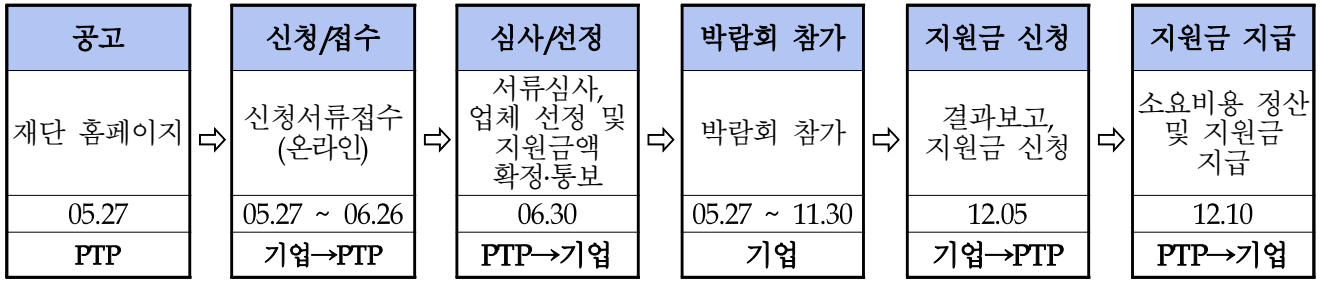 공고
재단 홈페이지
05.27
PTP
⇨
신청/접수
신청서류접수
(온라인)
05.27 ~ 06.26
기업→PTP
⇨
심사/선정
서류심사,
업체 선정 및
지원금액
확정·통보
06.30
PTP→기업
⇨
박람회 참가
박람회 참가
05.27 ~ 11.30
기업
⇨
지원금 신청
결과보고,
지원금 신청
12.05
기업→PTP
⇨
지원금 지급
소요비용 정산
및 지원금
지급
12.10
PTP→기업